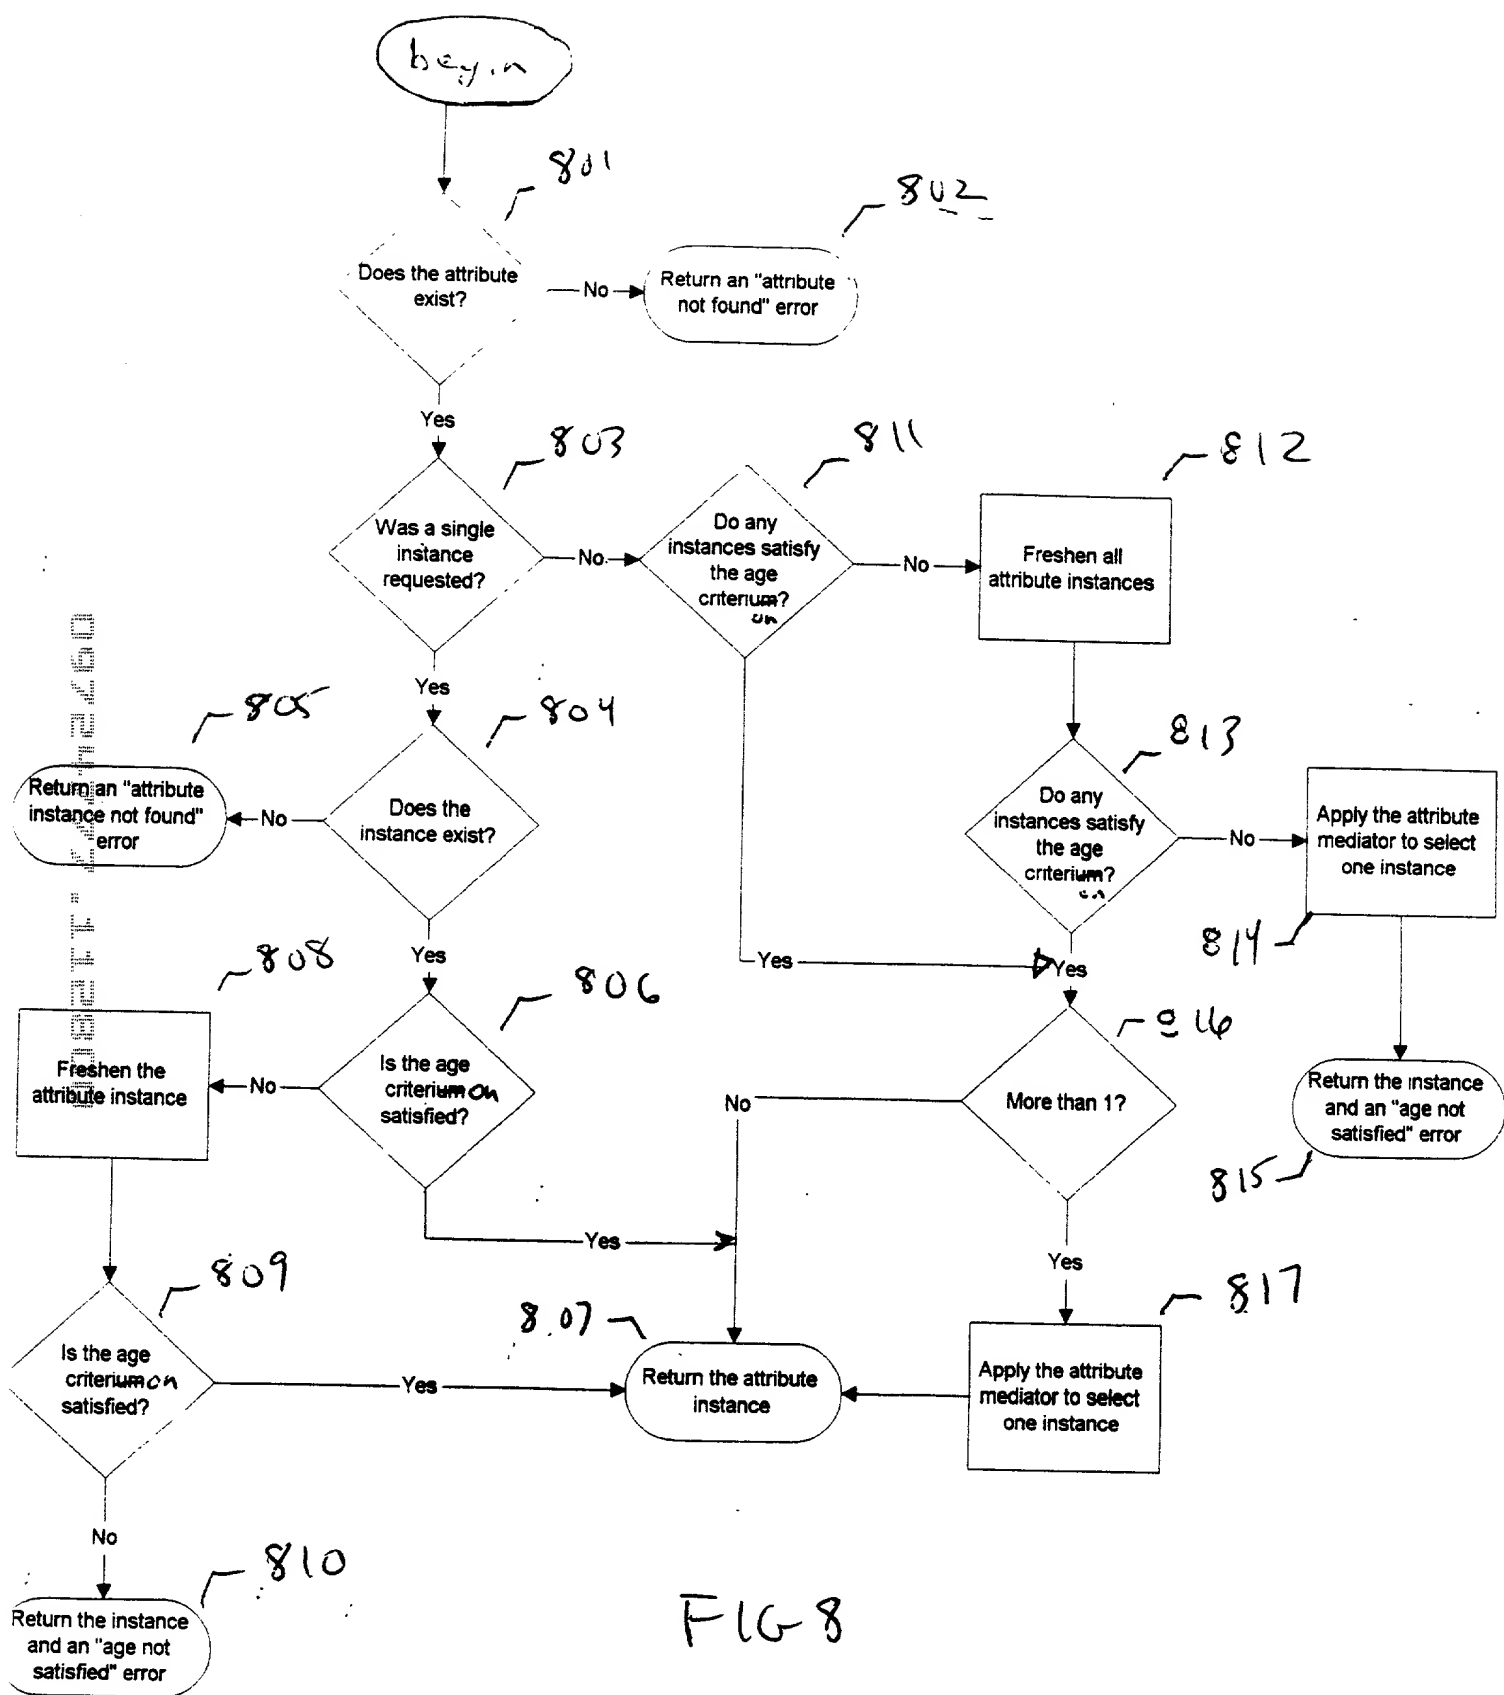 begin
801
802
Does the attribute
exist?
No
Return an "attribute
not found" error
Yes
803
811
812
Was a single
instance
requested?
No
Do any
instances satisfy
the age
criterium?
on
No
Freshen all
attribute instances
Yes
805
804
813
Return an "attribute
instance not found"
error
No
Does the
instance exist?
Do any
instances satisfy
the age
criterium?
on
No
Apply the attribute
mediator to select
one instance
814
Yes
Yes
Yes
808
806
816
Freshen the
attribute instance
No
Is the age
criteriumon
satisfied?
No
More than 1?
Return the instance
and an "age not
satisfied" error
815
Yes
Yes
809
807
817
Is the age
criteriumon
satisfied?
Yes
Return the attribute
instance
Apply the attribute
mediator to select
one instance
No
810
Return the instance
and an "age not
satisfied" error
FIG 8